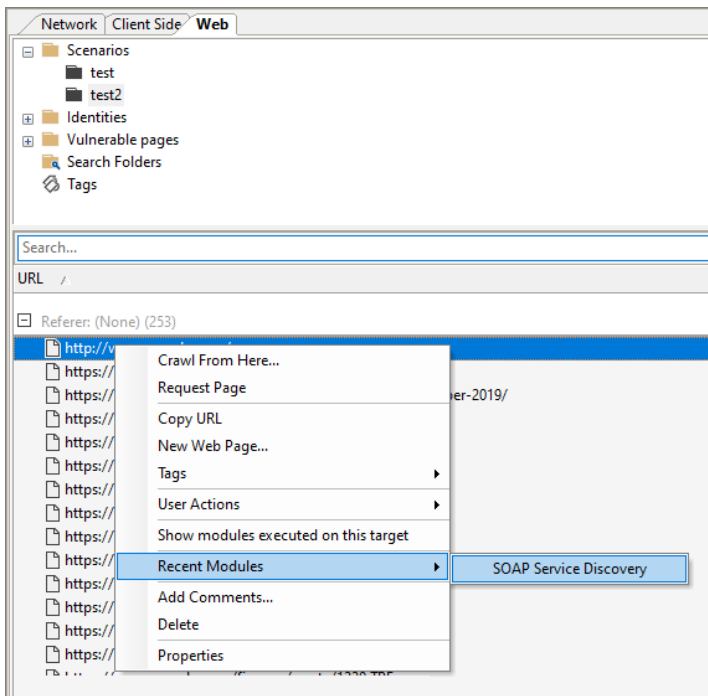 Network Client Side Web
Scenarios
test
test2
Identities
Vulnerable pages
Search Folders
Tags
Search...
URL
Referer: (None) (253)
http://
https://
https://
https://
https://
https://
https://
https://
https://
https://
https://
https://
https://
https://
Crawl From Here...
Request Page
Copy URL
New Web Page...
Tags
User Actions
Show modules executed on this target
Recent Modules
SOAP Service Discovery
Add Comments...
Delete
Properties